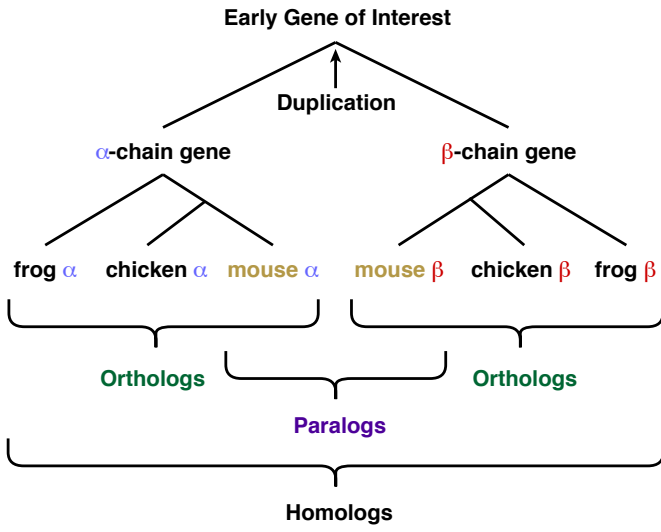 Early Gene of Interest
Duplication
α-chain gene β-chain gene
frog α chicken α mouse α mouse β chicken β frog β
Orthologs Orthologs
Paralogs
Homologs